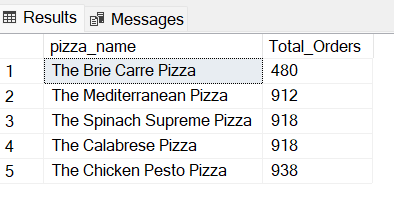 Results Messages
pizza_name Total_Orders
1 The Brie Carre Pizza 480
2 The Mediterranean Pizza 912
3 The Spinach Supreme Pizza 918
4 The Calabrese Pizza 918
5 The Chicken Pesto Pizza 938